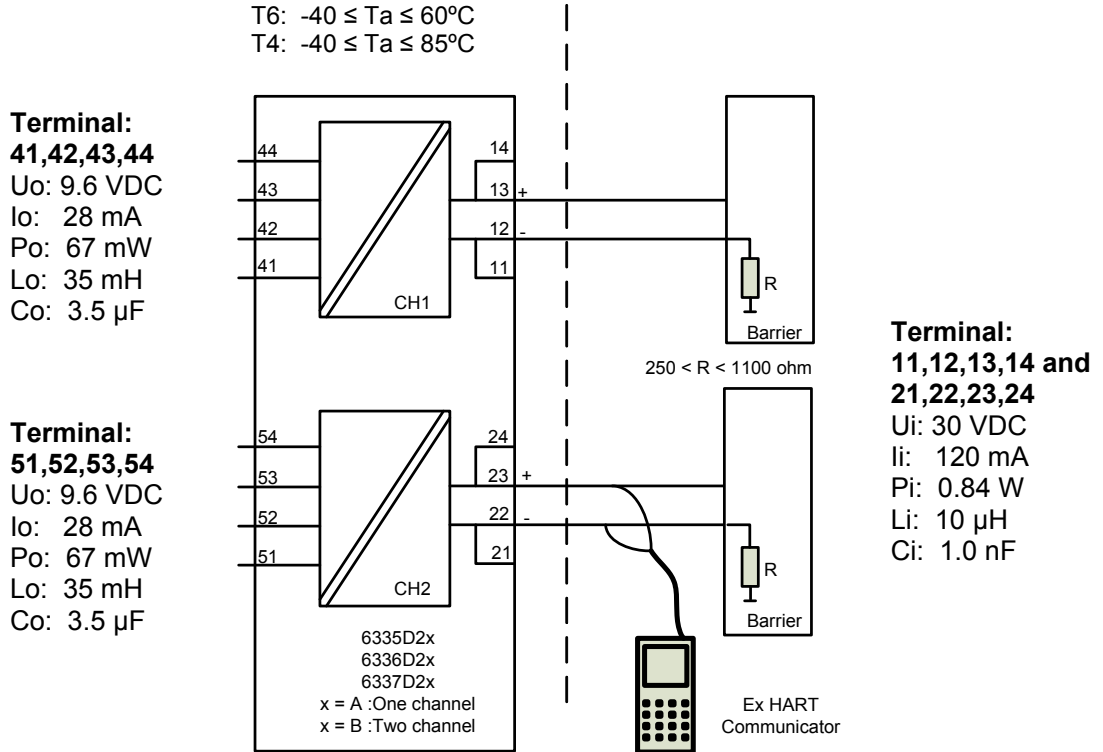 T6: -40 ≤ Ta ≤ 60ºC
T4: -40 ≤ Ta ≤ 85ºC
Terminal:
41,42,43,44
Uo: 9.6 VDC
Io: 28 mA
Po: 67 mW
Lo: 35 mH
Co: 3.5 µF
44
43
42
41
CH1
14
13 +
12 -
11
R
Barrier
250 < R < 1100 ohm
Terminal:
11,12,13,14 and
21,22,23,24
Ui: 30 VDC
Ii: 120 mA
Pi: 0.84 W
Li: 10 µH
Ci: 1.0 nF
Terminal:
51,52,53,54
Uo: 9.6 VDC
Io: 28 mA
Po: 67 mW
Lo: 35 mH
Co: 3.5 µF
54
53
52
51
CH2
24
23 +
22 -
21
R
Barrier
6335D2x
6336D2x
6337D2x
x = A :One channel
x = B :Two channel
Ex HART
Communicator